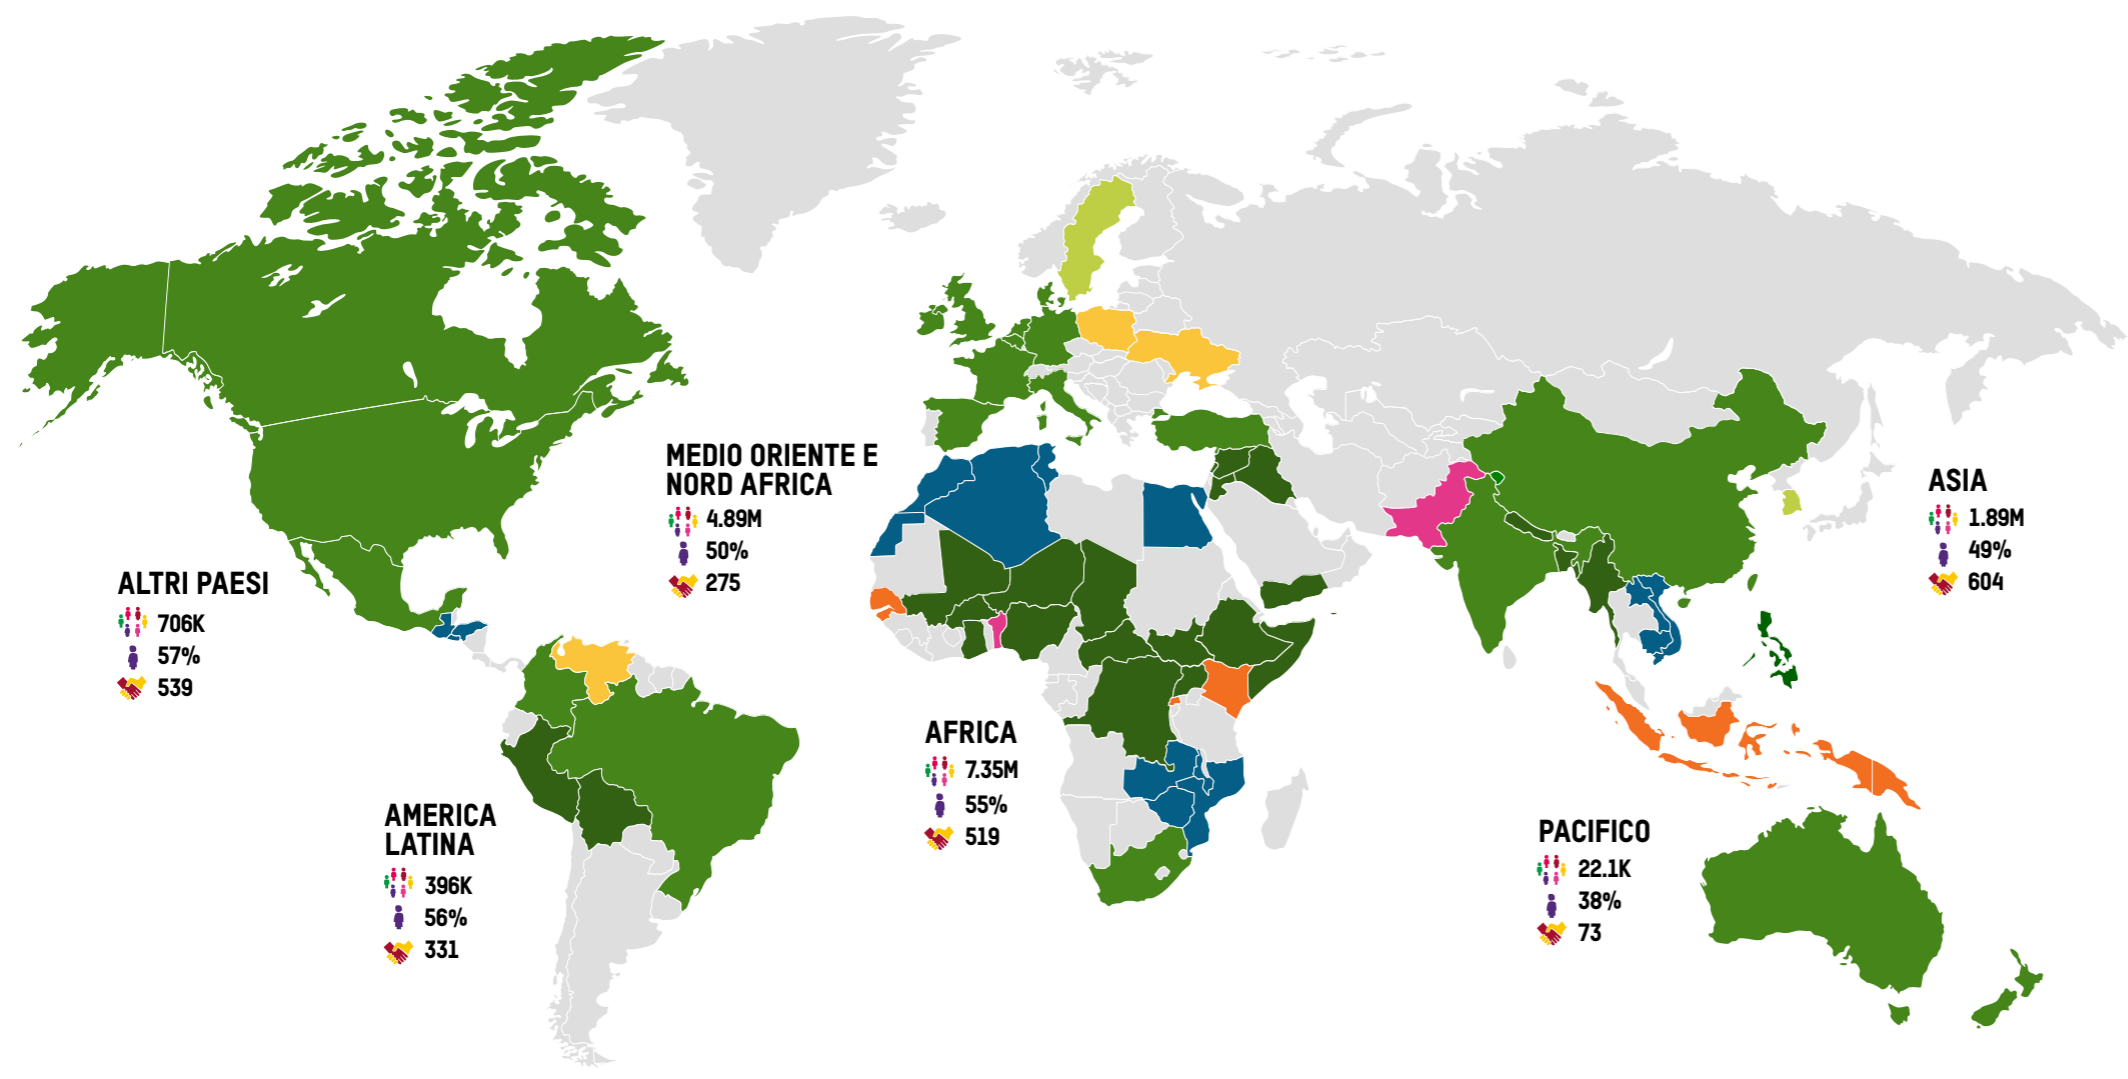 ALTRI PAESI
706K
57%
539
MEDIO ORIENTE E
NORD AFRICA
4.89M
50%
275
AMERICA
LATINA
396K
56%
331
AFRICA
7.35M
55%
519
ASIA
1.89M
49%
604
PACIFICO
22.1K
38%
73